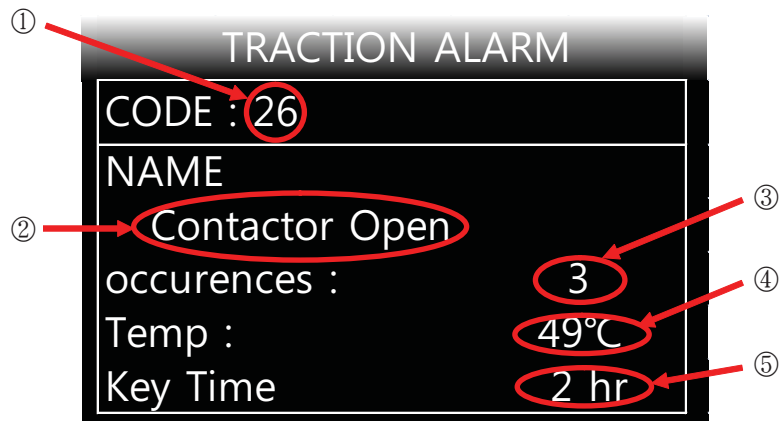 ①
TRACTION ALARM
CODE : 26
NAME
② Contactor Open
③
occurences : 3
④
Temp : 49℃
⑤
Key Time 2 hr